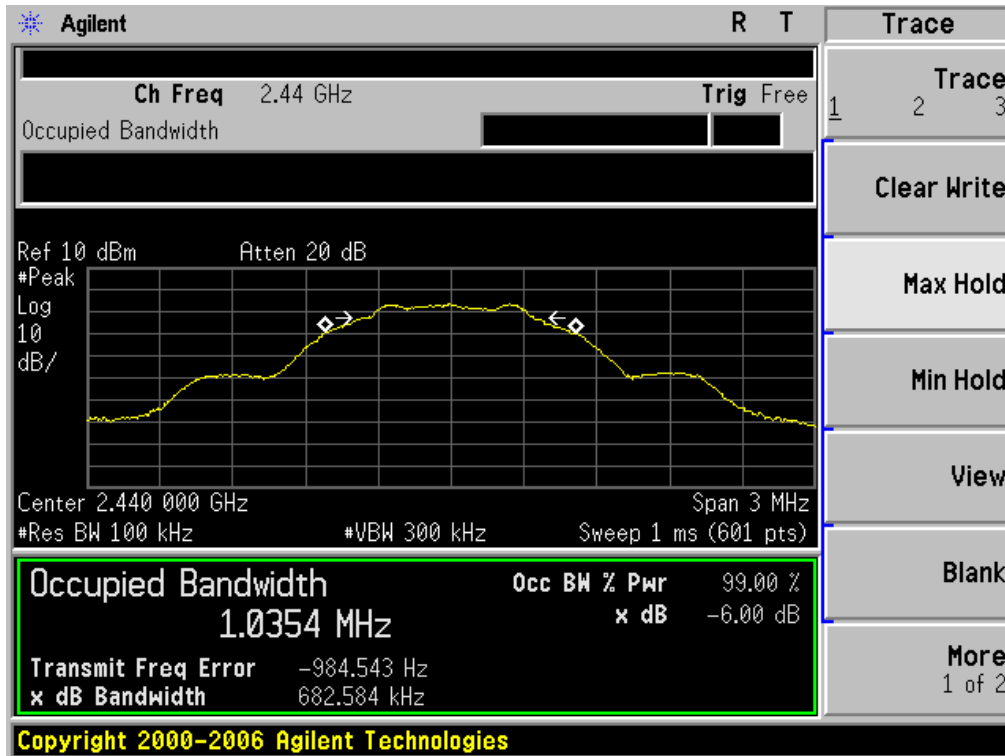 Agilent R T Trace
Ch Freq 2.44 GHz Trig Free
Occupied Bandwidth
Trace
1 2 3
Clear Write
Max Hold
Min Hold
View
Blank
More
1 of 2
Ref 10 dBm Atten 20 dB
#Peak
Log
10
dB/
Center 2.440 000 GHz Span 3 MHz
#Res BW 100 kHz #VBW 300 kHz Sweep 1 ms (601 pts)
Occupied Bandwidth
1.0354 MHz
Occ BW % Pwr 99.00 %
x dB -6.00 dB
Transmit Freq Error -984.543 Hz
x dB Bandwidth 682.584 kHz
Copyright 2000-2006 Agilent Technologies